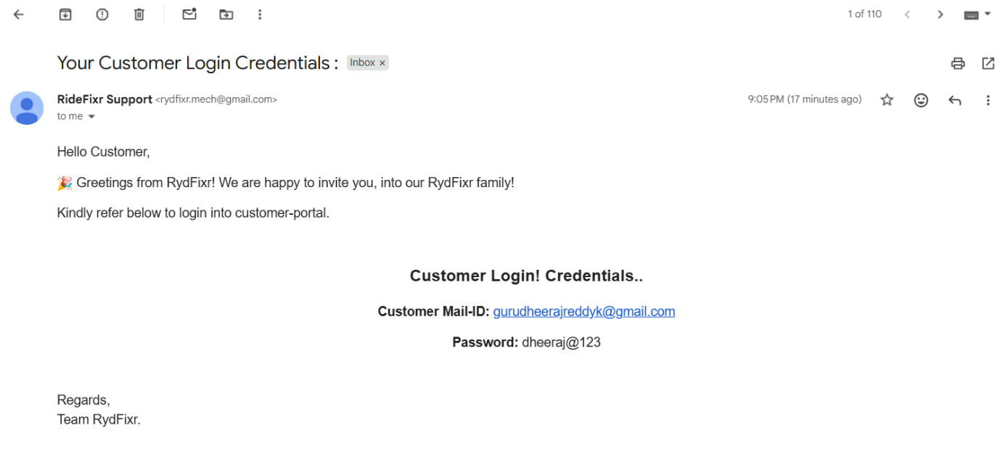 1 of 110
Your Customer Login Credentials :
Inbox ×
RideFixr Support <rydfixr.mech@gmail.com>
9:05 PM (17 minutes ago)
to me
Hello Customer,
🎉 Greetings from RydFixr! We are happy to invite you, into our RydFixr family!
Kindly refer below to login into customer-portal.
Customer Login! Credentials..
Customer Mail-ID: gurudheerajreddyk@gmail.com
Password: dheeraj@123
Regards,
Team RydFixr.